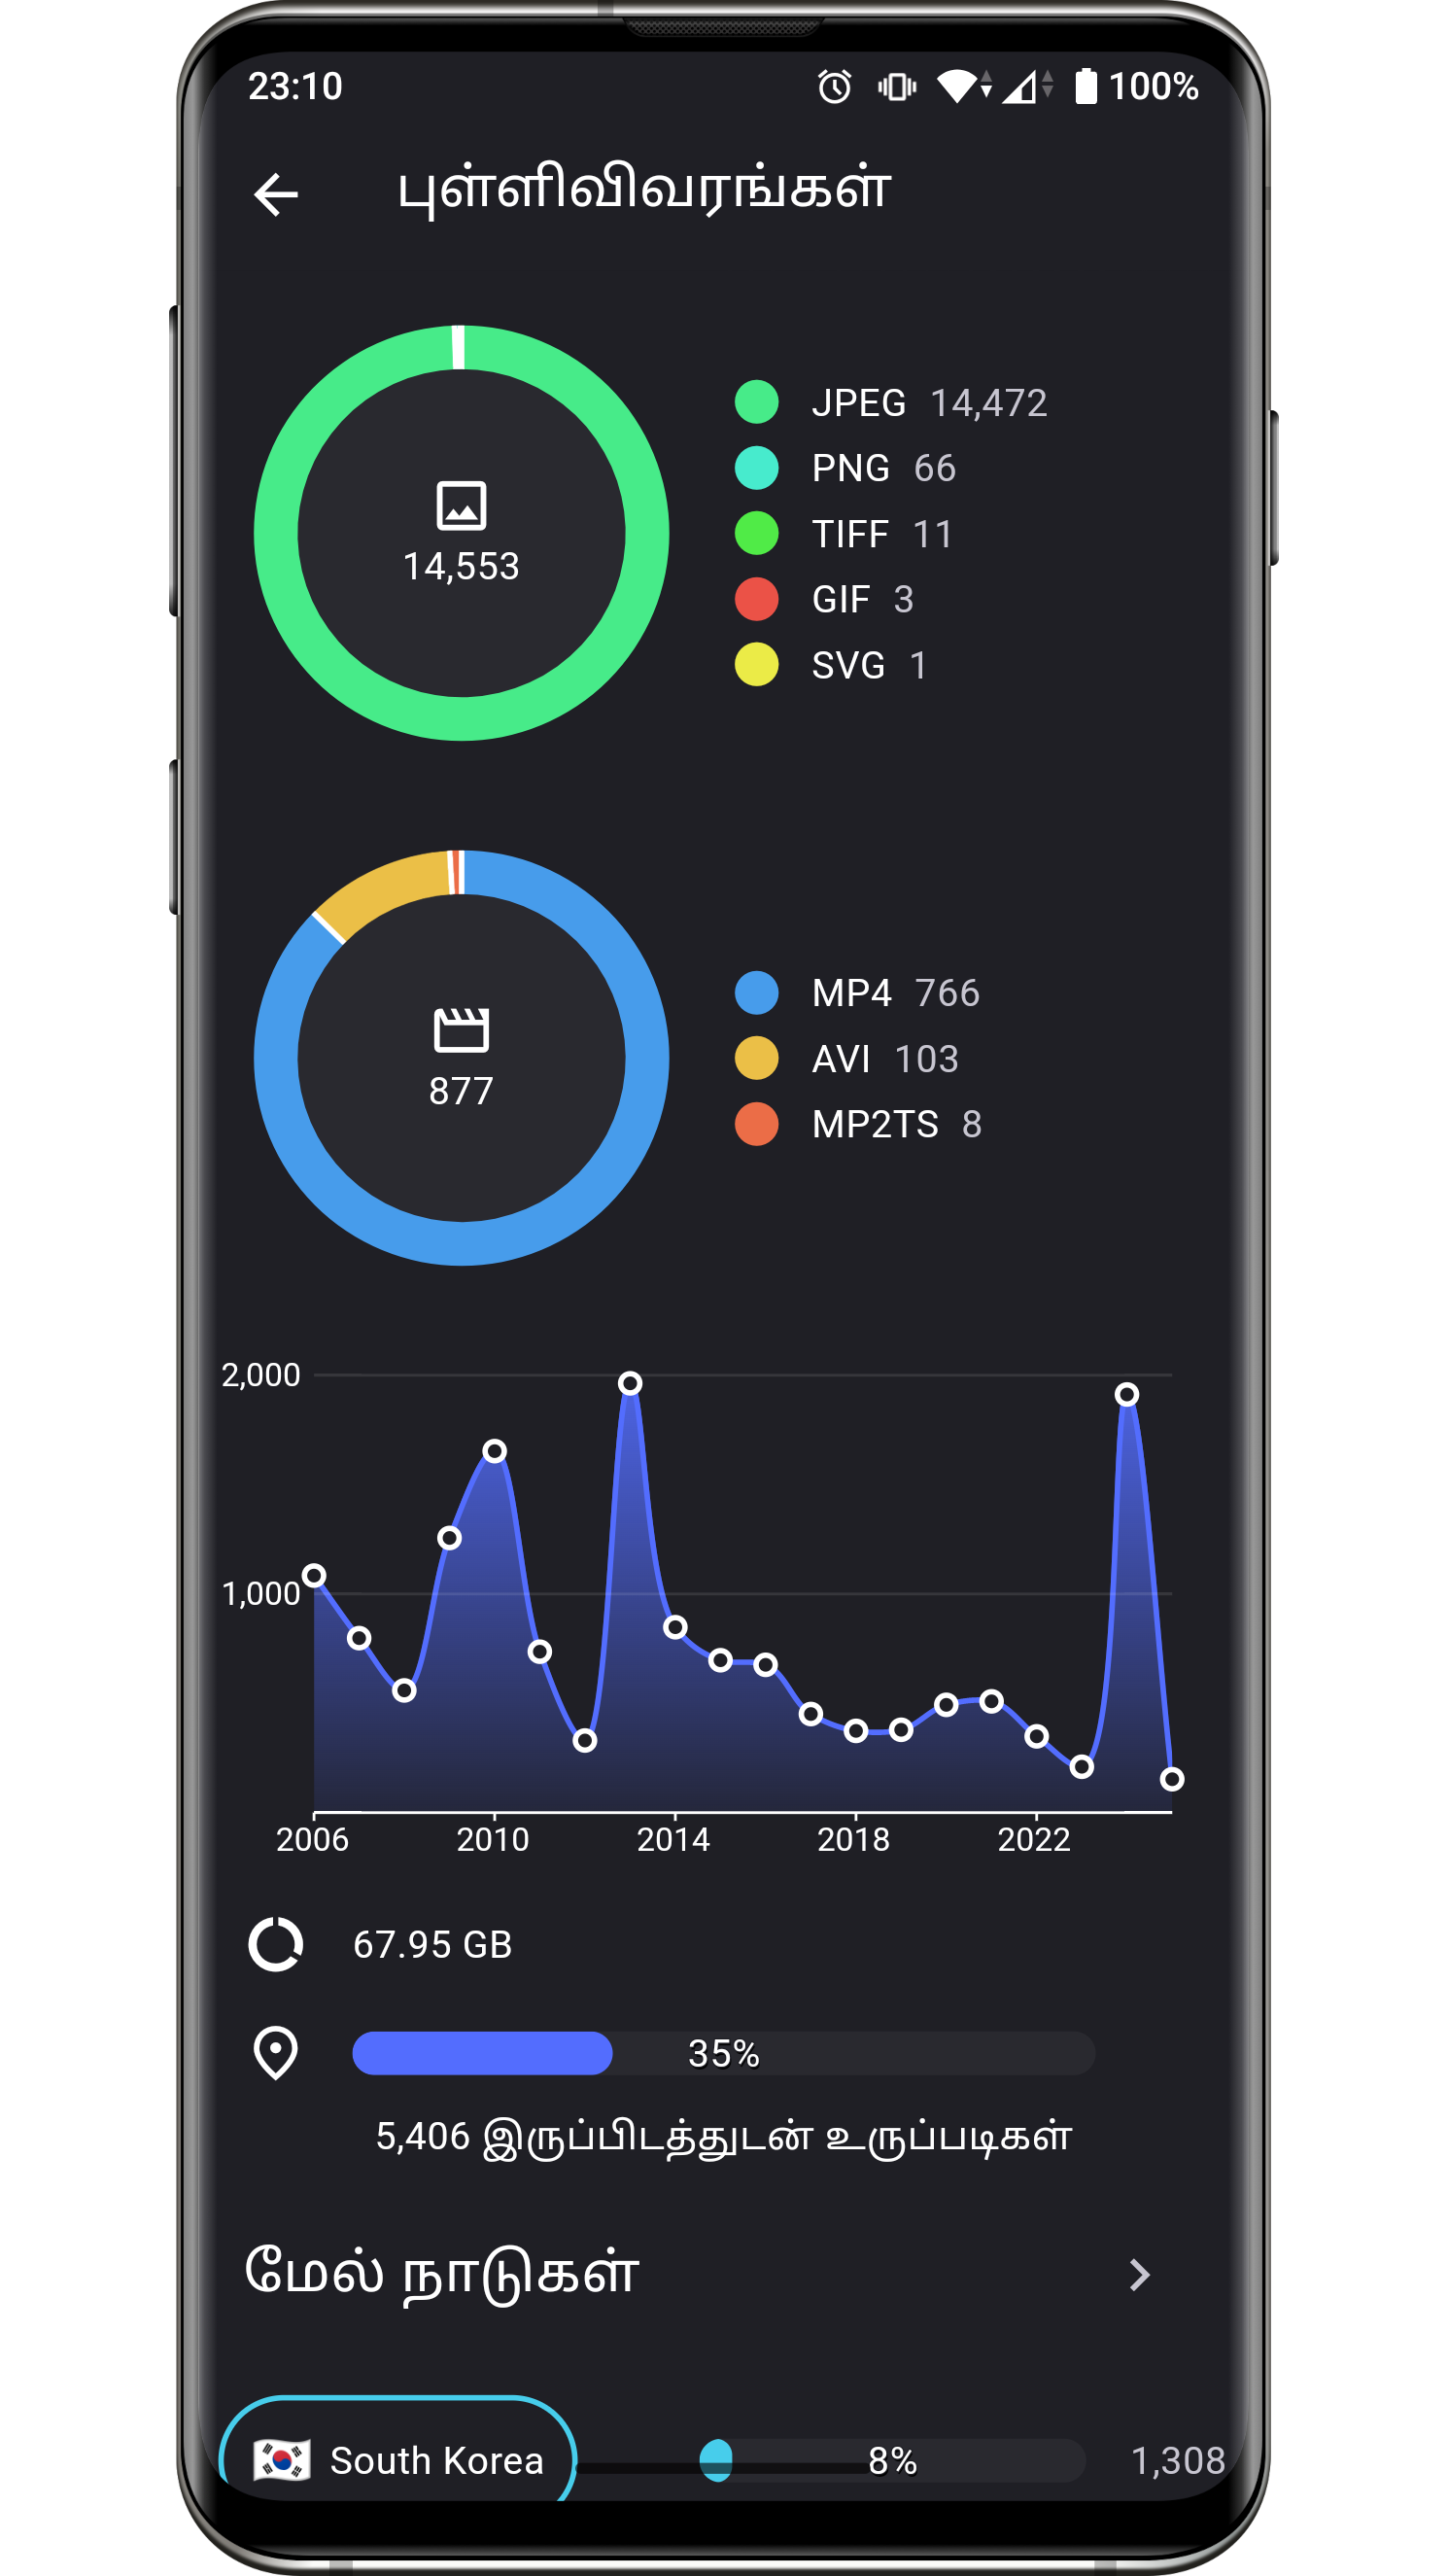 23:10 100%
புள்ளிவிவரங்கள்
JPEG 14,472
PNG 66
TIFF 11
GIF 3
SVG 1
14,553
MP4 766
AVI 103
MP2TS 8
877
2,000
1,000
2006 2010 2014 2018 2022
67.95 GB
35%
5,406 இருப்பிடத்துடன் உருப்படிகள்
மேல் நாடுகள்
South Korea 8% 1,308